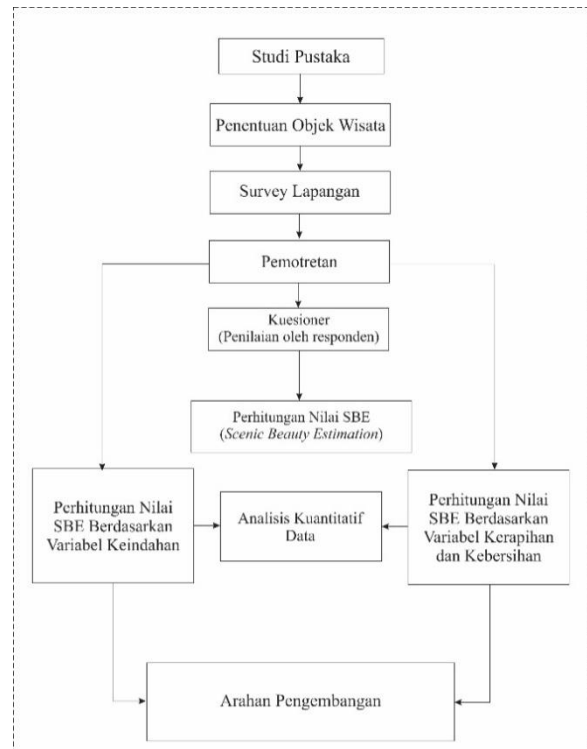 Studi Pustaka
Penentuan Objek Wisata
Survey Lapangan
Pemotretan
Kuesioner
(Penilaian oleh responden)
Perhitungan Nilai SBE
(Scenic Beauty Estimation)
Perhitungan Nilai
SBE Berdasarkan
Variabel Keindahan
Analisis Kuantitatif
Data
Perhitungan Nilai
SBE Berdasarkan
Variabel Kerapihan
dan Kebersihan
Arahan Pengembangan